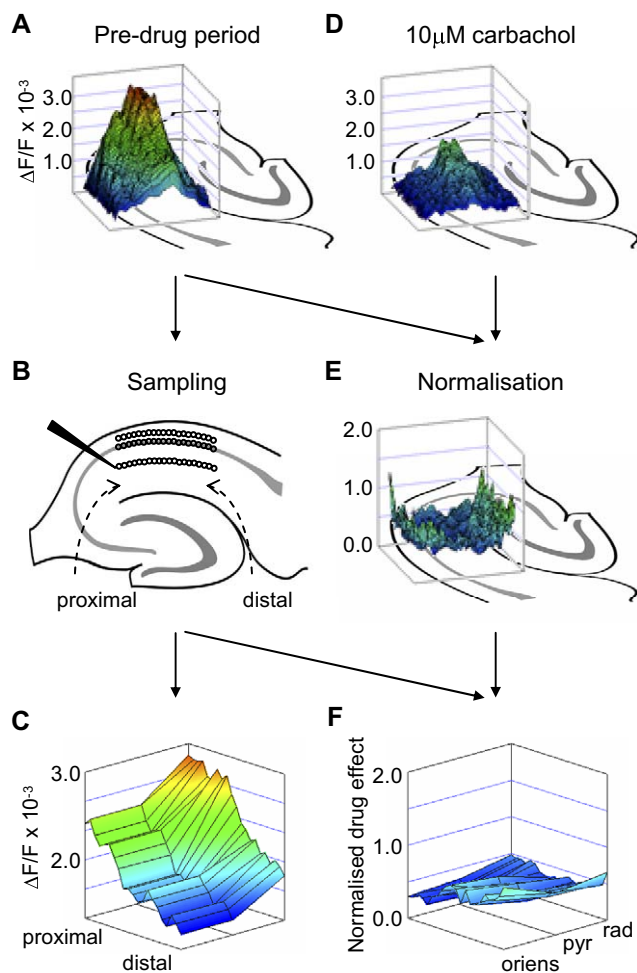 A
Pre-drug period
ΔF/F x 10-3
3.0
2.0
1.0
D
10μM carbachol
3.0
2.0
1.0
B
Sampling
proximal
distal
E
Normalisation
2.0
1.0
0.0
C
ΔF/F x 10-3
3.0
2.0
proximal
distal
F
Normalised drug effect
2.0
1.0
0.0
oriens
pyr
rad